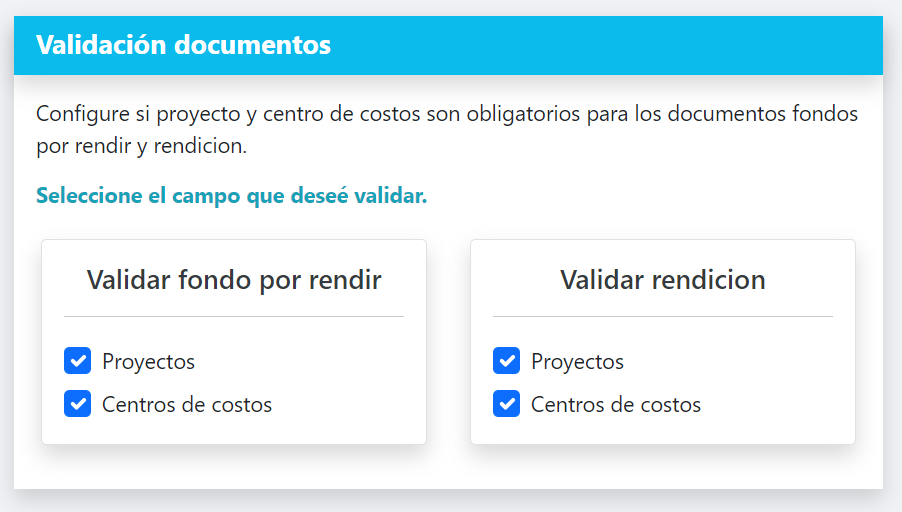 Validación documentos
Configure si proyecto y centro de costos son obligatorios para los documentos fondos
por rendir y rendicion.
Seleccione el campo que deseé validar.
Validar fondo por rendir
Proyectos
Centros de costos
Validar rendicion
Proyectos
Centros de costos